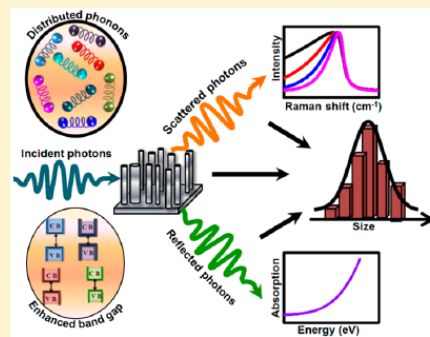 Distributed phonons
Incident photons
CB
CB
VB
VB
CB
CB
VB
VB
Enhanced band gap
Scattered photons
Reflected photons
Intensity
Raman shift (cm⁻¹)
Size
Absorption
Energy (eV)